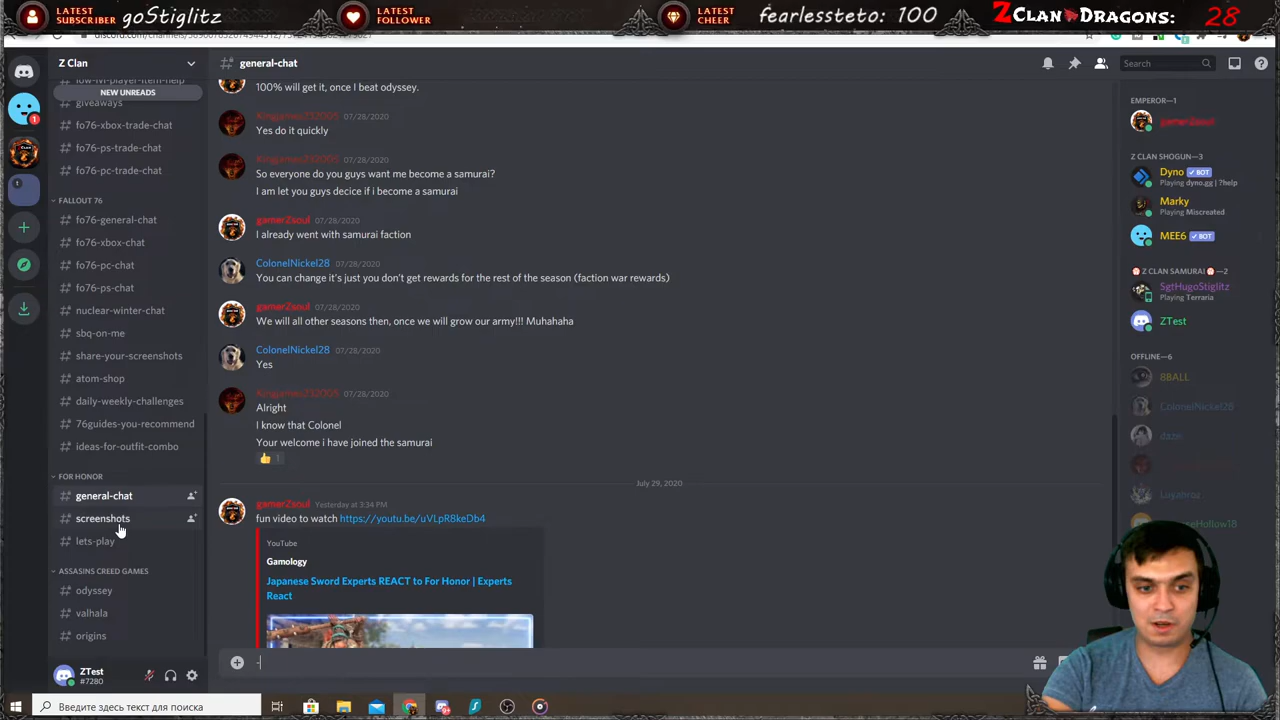 LATEST
SUBSCRIBER
goStiglitz
LATEST
FOLLOWER
LATEST
CHEER
fearlessteto: 100
Z CLAN DRAGONS: 28
Z Clan
NEW UNREADS
giveaways
fo76-xbox-trade-chat
fo76-ps-trade-chat
fo76-pc-trade-chat
FALLOUT 76
fo76-general-chat
fo76-xbox-chat
fo76-pc-chat
fo76-ps-chat
nuclear-winter-chat
sbq-on-me
share-your-screenshots
atom-shop
daily-weekly-challenges
76guides-you-recommend
ideas-for-outfit-combo
FOR HONOR
general-chat
screenshots
lets-play
ASSASINS CREED GAMES
odyssey
valhala
origins
ZTest
#7280
general-chat
Search
100% will get it, once I beat odyssey.
07/28/2020
Yes do it quickly
07/28/2020
So everyone do you guys want me become a samurai?
I am let you guys decice if i become a samurai
gamerZsoul 07/28/2020
I already went with samurai faction
ColonelNickel28 07/28/2020
You can change it's just you don't get rewards for the rest of the season (faction war rewards)
gamerZsoul 07/28/2020
We will all other seasons then, once we will grow our army!!! Muhahaha
ColonelNickel28 07/28/2020
Yes
07/28/2020
Alright
I know that Colonel
Your welcome i have joined the samurai
1
July 29, 2020
gamerZsoul Yesterday at 3:34 PM
fun video to watch https://youtu.be/uVLpR8keDb4
YouTube
Gamology
Japanese Sword Experts REACT to For Honor | Experts
React
-
EMPEROR—1
gamerZsoul
Z CLAN SHOGUN—3
Dyno BOT
Playing dyno.gg | ?help
Marky
Playing Miscreated
MEE6 BOT
Z CLAN SAMURAI—2
SgtHugoStiglitz
Playing Terraria
ZTest
OFFLINE—6
8BALL
ColonelNickel28
Введите здесь текст для поиска